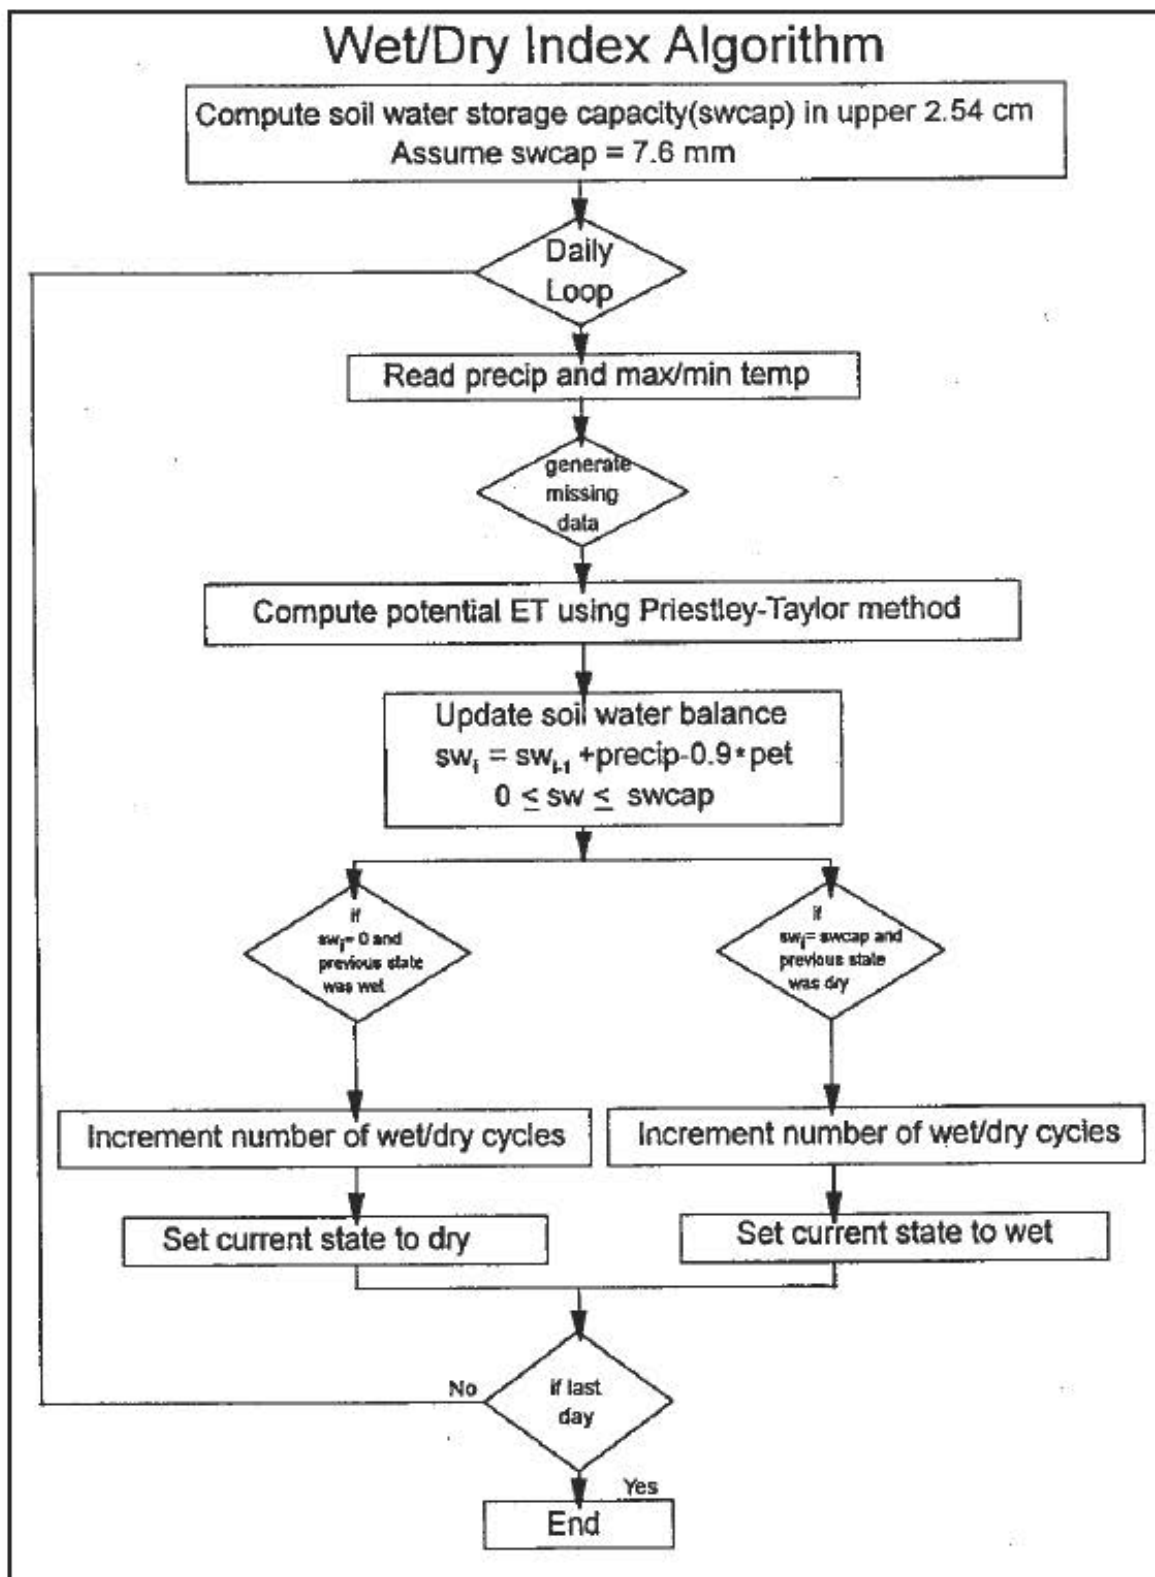 Wet/Dry Index Algorithm
Compute soil water storage capacity(swcap) in upper 2.54 cm
Assume swcap = 7.6 mm
Daily
Loop
Read precip and max/min temp
generate
missing
data
Compute potential ET using Priestley-Taylor method
Update soil water balance
swᵢ = swᵢ₋₁ +precip-0.9*pet
0 ≤ sw ≤ swcap
if
swᵢ= 0 and
previous state
was wet
if
swᵢ= swcap and
previous state
was dry
Increment number of wet/dry cycles
Increment number of wet/dry cycles
Set current state to dry
Set current state to wet
No
if last
day
Yes
End